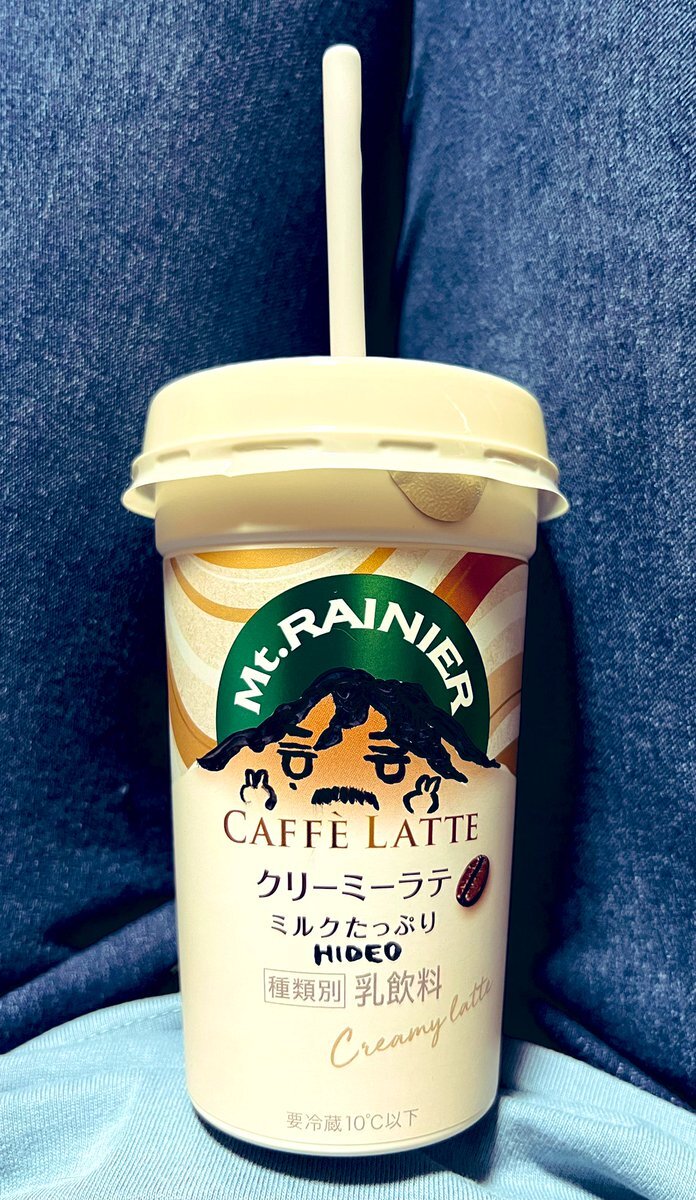 Mt. RAINIER
CAFFÈ LATTE
クリーミーラテ
ミルクたっぷり
HIDEO
種類別 乳飲料
Creamy latte
要冷蔵10℃以下